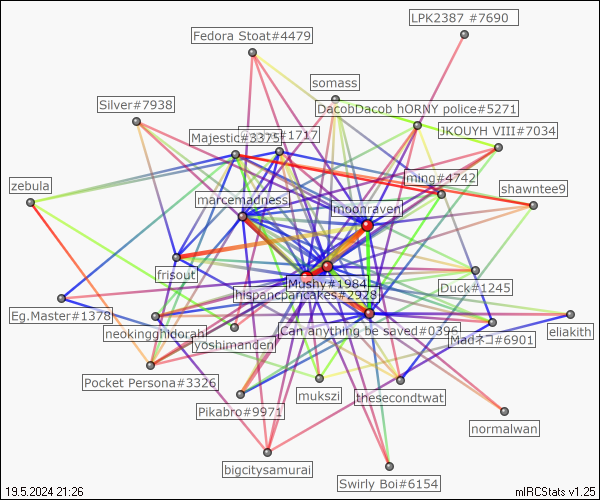 LPK2387 #7690
Fedora Stoat#4479
somass
Silver#7938
DacobDacob hORNY police#5271
Majestic#3375
#1717
JKOUYH VIII#7034
ming#4742
zebula
shawntee9
marcemadness
moonraven
frisout
Mushy#1984
Duck#1245
hispancpancakes#2928
Eg.Master#1378
neokingghidorah
Can anything be saved#0396
eliakith
yoshimanden
Madネコ#6901
Pocket Persona#3326
mukszi
thesecondtwat
Pikabro#9971
normalwan
bigcitysamurai
Swirly Boi#6154
19.5.2024 21:26
mIRCStats v1.25